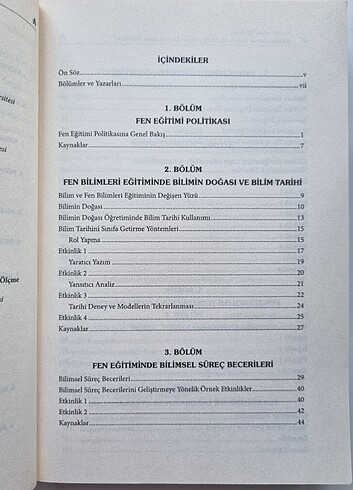 rsitesi
esi
tesi
esi
Ölçme
esi
İÇİNDEKİLER
Ön Söz v
Bölümler ve Yazarları vii
1. BÖLÜM
FEN EĞİTİMİ POLİTİKASI
Fen Eğitimi Politikasına Genel Bakış 1
Kaynaklar 7
2. BÖLÜM
FEN BİLİMLERİ EĞİTİMİNDE BİLİMİN DOĞASI VE BİLİM TARİHİ
Bilim ve Fen Bilimleri Eğitiminin Değişen Yüzü 9
Bilimin Doğası 10
Bilimin Doğası Öğretiminde Bilim Tarihi Kullanımı 13
Bilim Tarihini Sınıfa Getirme Yöntemleri 15
Rol Yapma 15
Etkinlik 1 17
Yaratıcı Yazım 19
Etkinlik 2 20
Yansıtıcı Analiz 21
Etkinlik 3 22
Tarihi Deney ve Modellerin Tekrarlanması 24
Etkinlik 4 25
Kaynaklar 27
3. BÖLÜM
FEN EĞİTİMİNDE BİLİMSEL SÜREÇ BECERİLERİ
Bilimsel Süreç Becerileri 29
Bilimsel Süreç Becerilerini Geliştirmeye Yönelik Örnek Etkinlikler 40
Etkinlik 1 40
Etkinlik 2 42
Kaynaklar 44